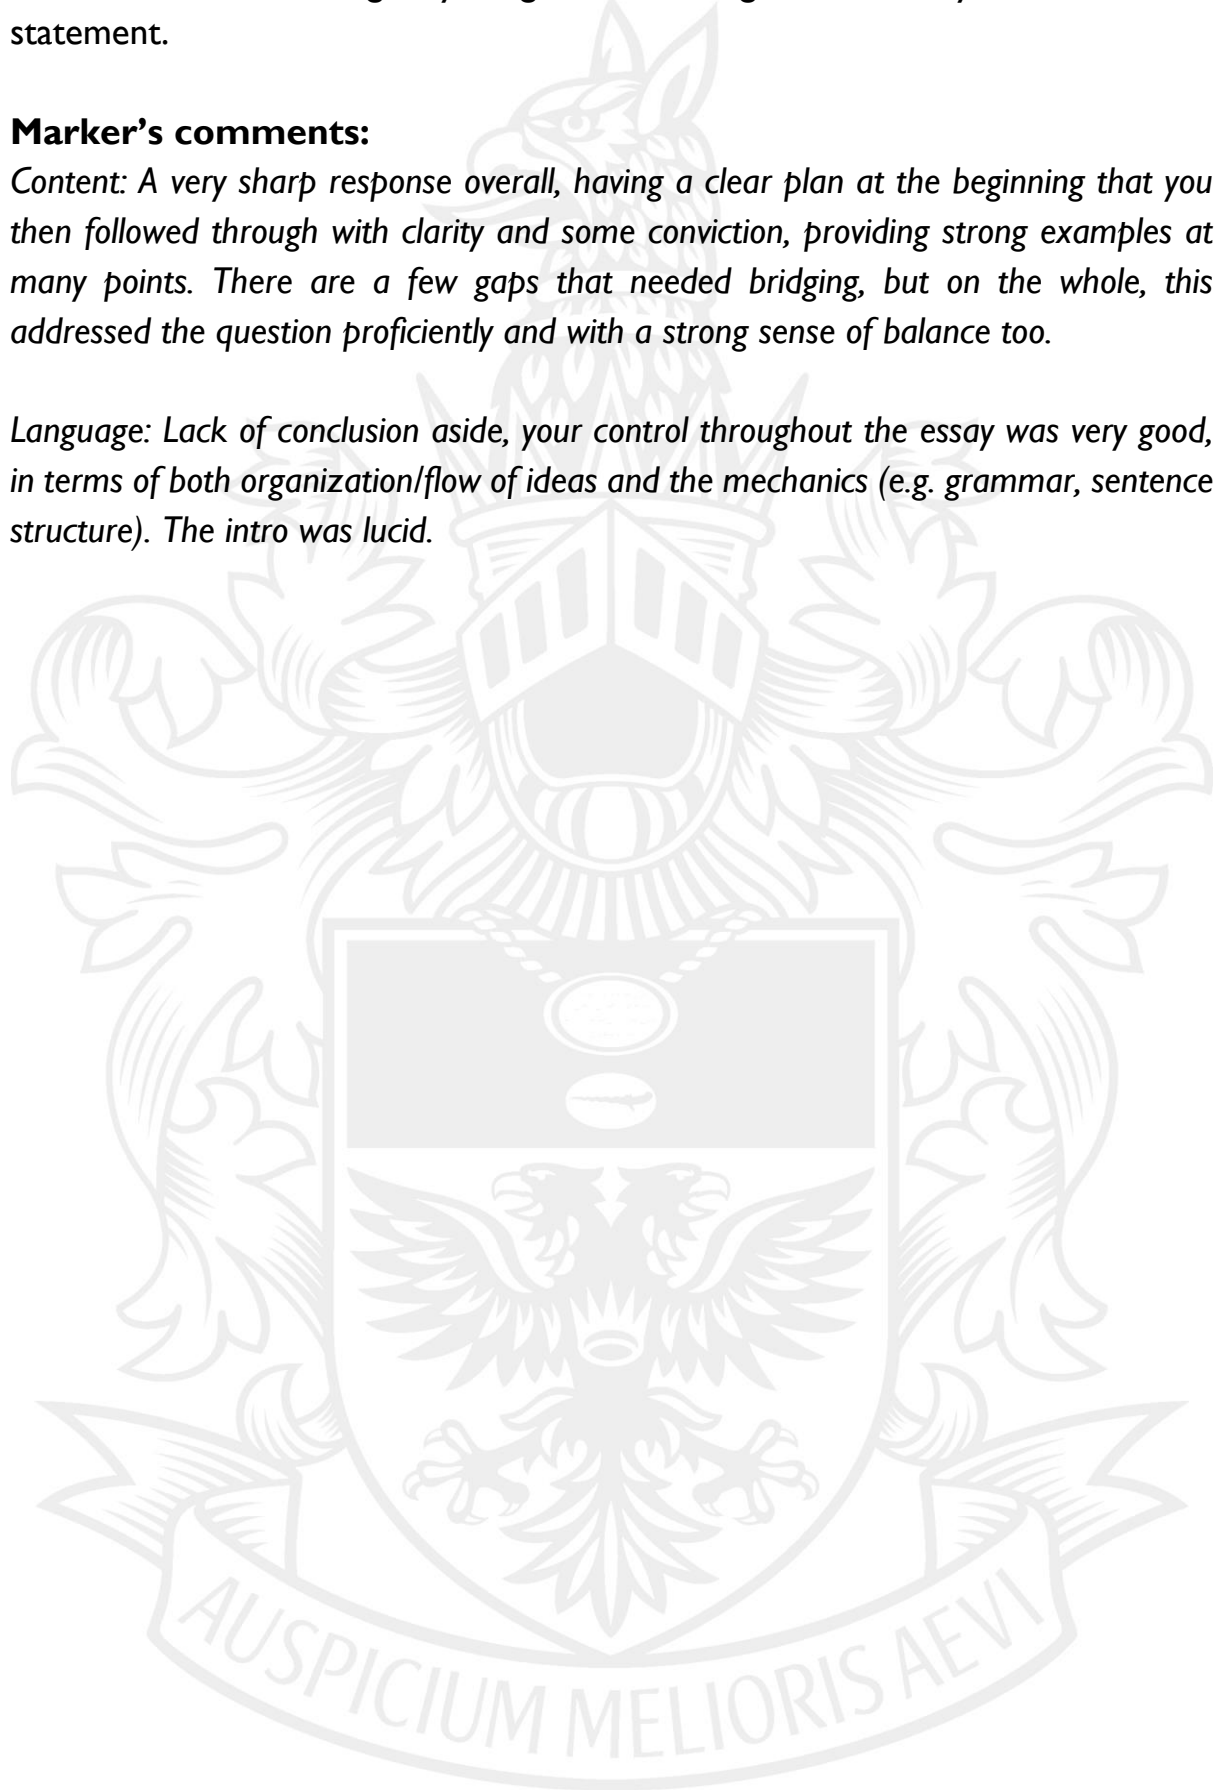 statement.
Marker’s comments:
Content: A very sharp response overall, having a clear plan at the beginning that you
then followed through with clarity and some conviction, providing strong examples at
many points. There are a few gaps that needed bridging, but on the whole, this
addressed the question proficiently and with a strong sense of balance too.
Language: Lack of conclusion aside, your control throughout the essay was very good,
in terms of both organization/flow of ideas and the mechanics (e.g. grammar, sentence
structure). The intro was lucid.
AUSPICIUM MELIORIS AEVI